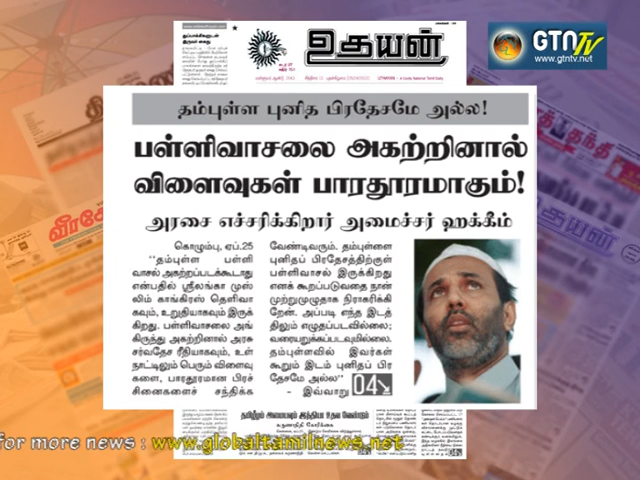 உதயன்
GTN TV
www.gtntv.net
தம்புள்ள புனித பிரதேசமே அல்ல!
பள்ளிவாசலை அகற்றினால்
விளைவுகள் பாரதூரமாகும்!
அரசை எச்சரிக்கிறார் அமைச்சர் ஹக்கீம்
கொழும்பு, ஏப்.25
"தம்புள்ள பள்ளி
வாசல் அகற்றப்படக்கூடாது
என்பதில் ஸ்ரீலங்கா முஸ்
லிம் காங்கிரஸ் தெளிவா
கவும், உறுதியாகவும் இருக்
கிறது. பள்ளிவாசலை அங்
கிருந்து அகற்றினால் அரசு
சர்வதேச ரீதியாகவும், உள்
நாட்டிலும் பெரும் விளைவு
களை, பாரதூரமான பிரச்
சினைகளைச் சந்திக்க
வேண்டிவரும். தம்புள்ளை
புனிதப் பிரதேசத்திற்குள்
பள்ளிவாசல் இருக்கிறது
எனக் கூறப்படுவதை நான்
முற்றுமுழுதாக நிராகரிக்கி
றேன். அப்படி எந்த இடத்
திலும் எழுதப்படவில்லை;
வரையறுக்கப்படவுமில்லை.
தம்புள்ளவில் இவர்கள்
கூறும் இடம் புனிதப் பிர
தேசமே அல்ல"
- இவ்வாறு 04
for more news : www.globaltamilnews.net